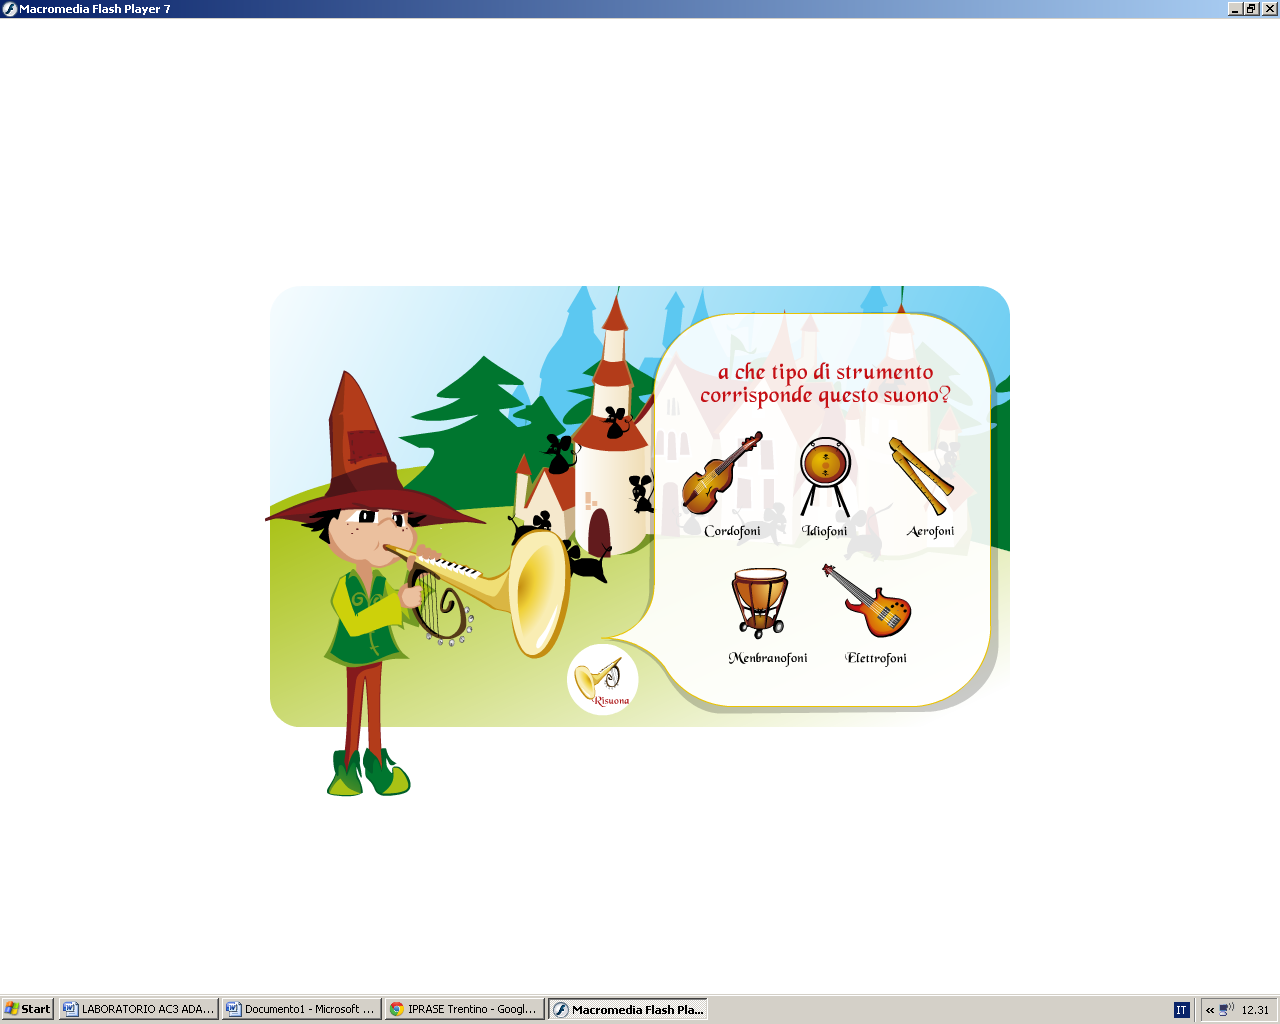 Macromedia Flash Player 7
a che tipo di strumento
corrisponde questo suono?
Cordofoni
Idiofoni
Aerofoni
Menbranofoni
Elettrofoni
Risuona
Start
LABORATORIO AC3 ADA...
Documento1 - Microsoft ...
IPRASE Trentino - Googl...
Macromedia Flash Pla...
IT
«
12.31